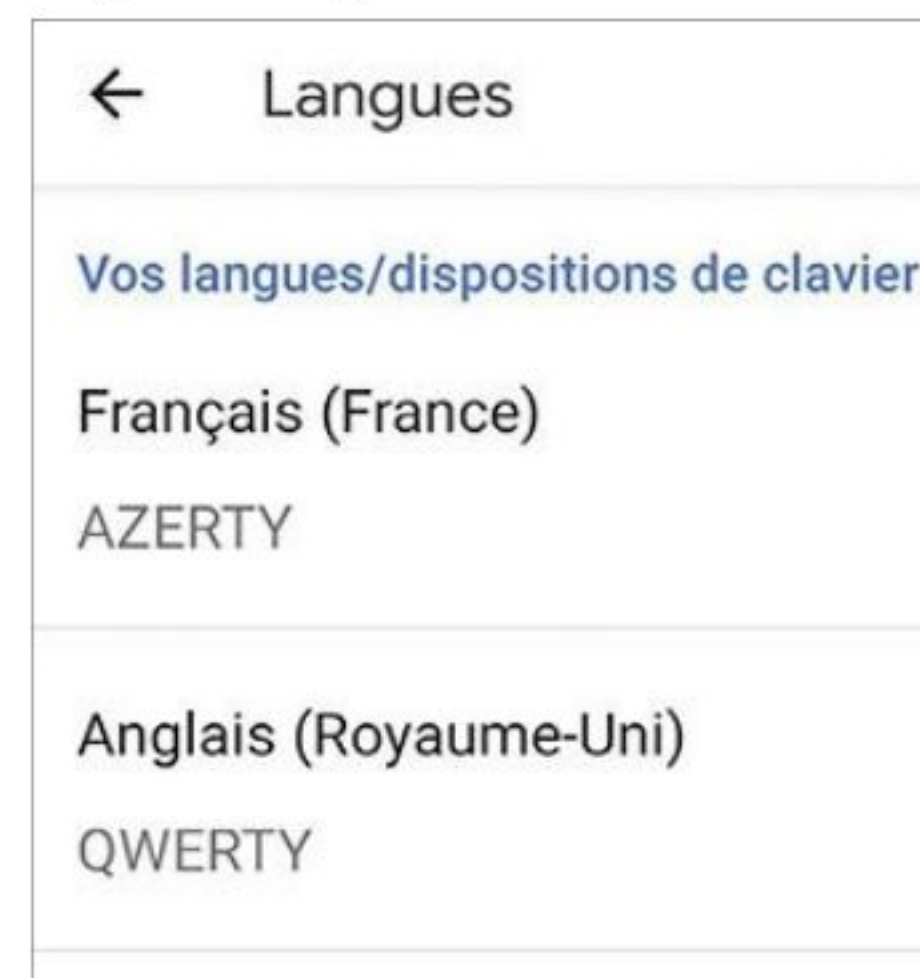 Langues
Vos langues/dispositions de clavier
Français (France)
AZERTY
Anglais (Royaume-Uni)
QWERTY